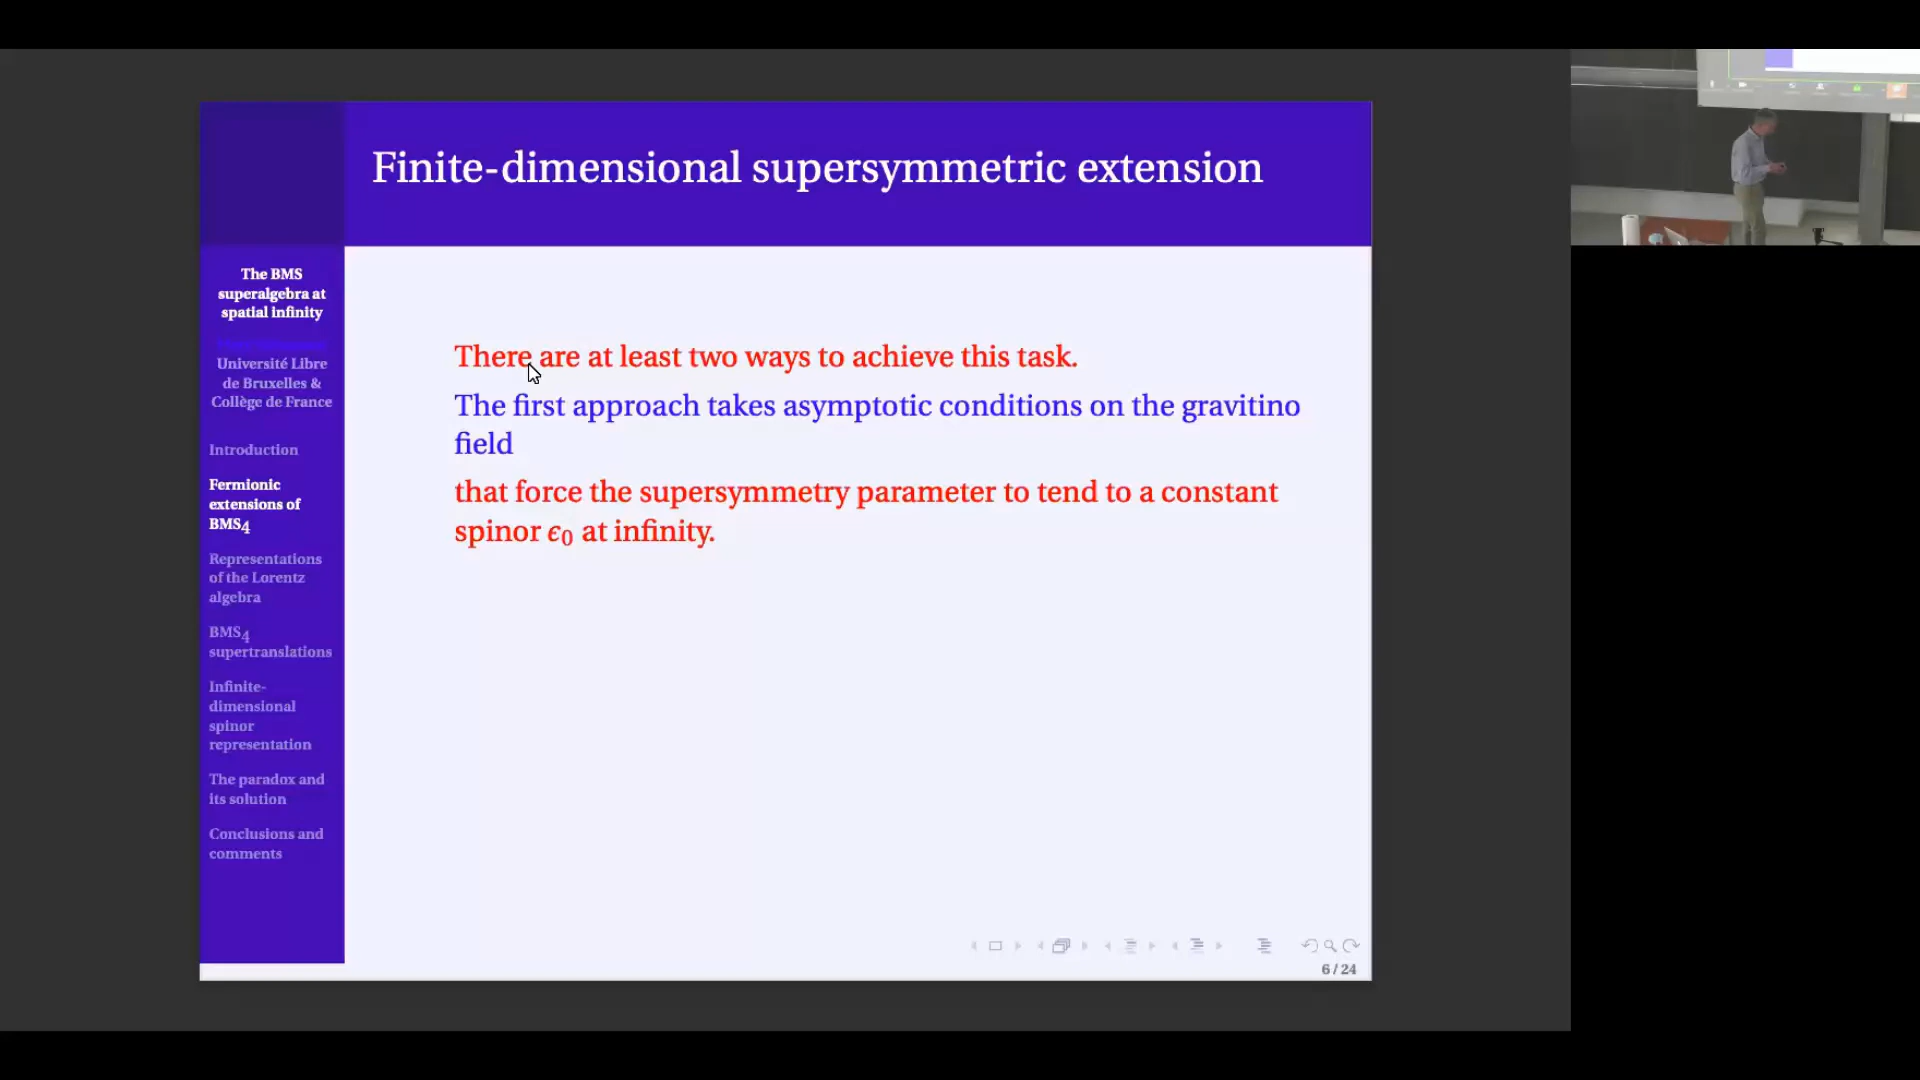 Finite-dimensional supersymmetric extension
The BMS
superalgebra at
spatial infinity
Université Libre
de Bruxelles &
Collège de France
Introduction
Fermionic
extensions of
BMS₄
Representations
of the Lorentz
algebra
BMS₄
supertranslations
Infinite-
dimensional
spinor
representation
The paradox and
its solution
Conclusions and
comments
There are at least two ways to achieve this task.
The first approach takes asymptotic conditions on the gravitino
field
that force the supersymmetry parameter to tend to a constant
spinor ϵ₀ at infinity.
6 / 24